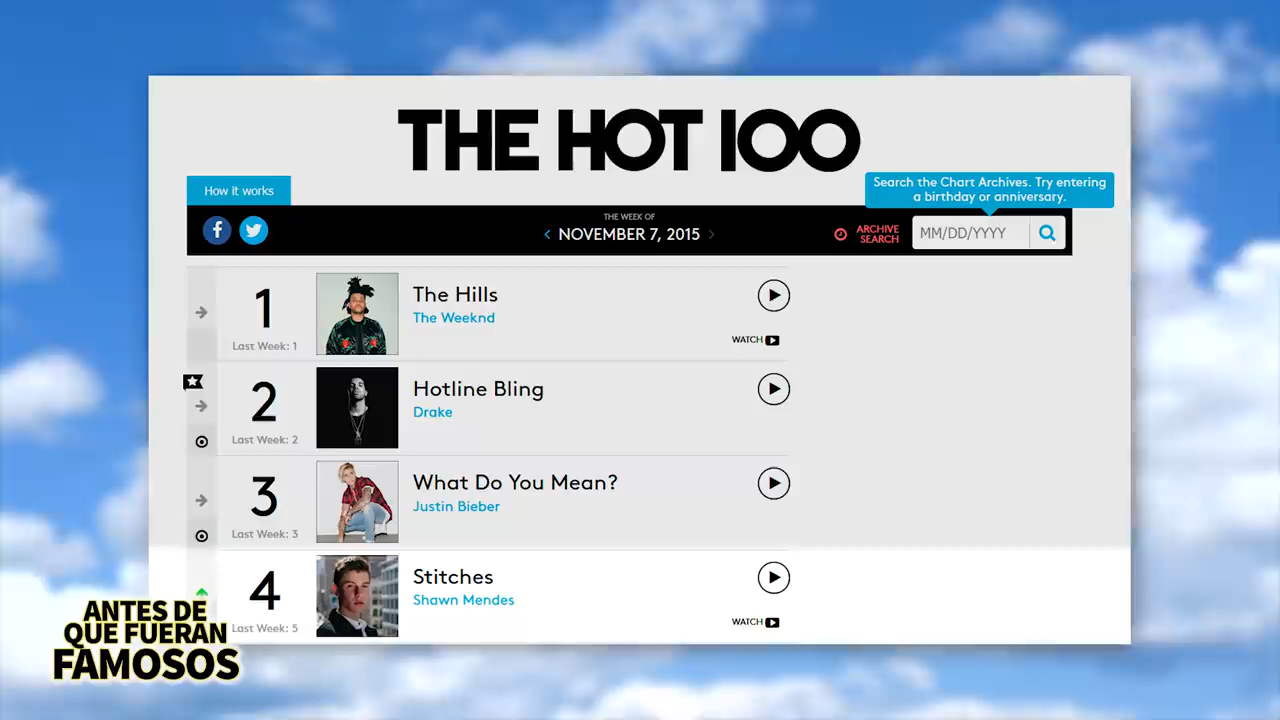 THE HOT 100
How it works
Search the Chart Archives. Try entering
a birthday or anniversary.
THE WEEK OF
NOVEMBER 7, 2015
ARCHIVE
SEARCH
MM/DD/YYYY
1
Last Week: 1
The Hills
The Weeknd
WATCH
2
Last Week: 2
Hotline Bling
Drake
3
Last Week: 3
What Do You Mean?
Justin Bieber
4
Last Week: 5
Stitches
Shawn Mendes
WATCH
ANTES DE
QUE FUERAN
FAMOSOS